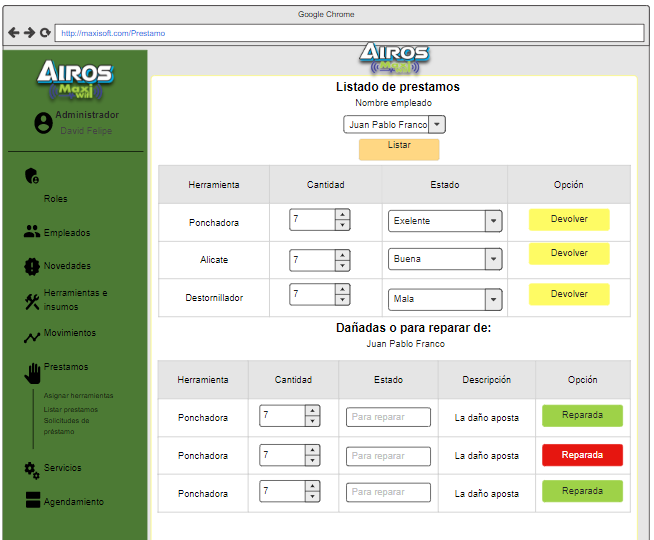 Google Chrome
http://maxisoft.com/Prestamo
AIROS
Maxi
Wifi
AIROS
Maxi
Administrador
David Felipe
Roles
Empleados
Novedades
Herramientas e
insumos
Movimientos
Prestamos
Asignar herramientas
Listar prestamos
Solicitudes de
préstamo
Servicios
Agendamiento
Listado de prestamos
Nombre empleado
Juan Pablo Franco
Listar
Herramienta Cantidad Estado Opción
Ponchadora 7 Exelente Devolver
Alicate 7 Buena Devolver
Destornillador 7 Mala Devolver
Dañadas o para reparar de:
Juan Pablo Franco
Herramienta Cantidad Estado Descripción Opción
Ponchadora 7 Para reparar La daño aposta Reparada
Ponchadora 7 Para reparar La daño aposta Reparada
Ponchadora 7 Para reparar La daño aposta Reparada